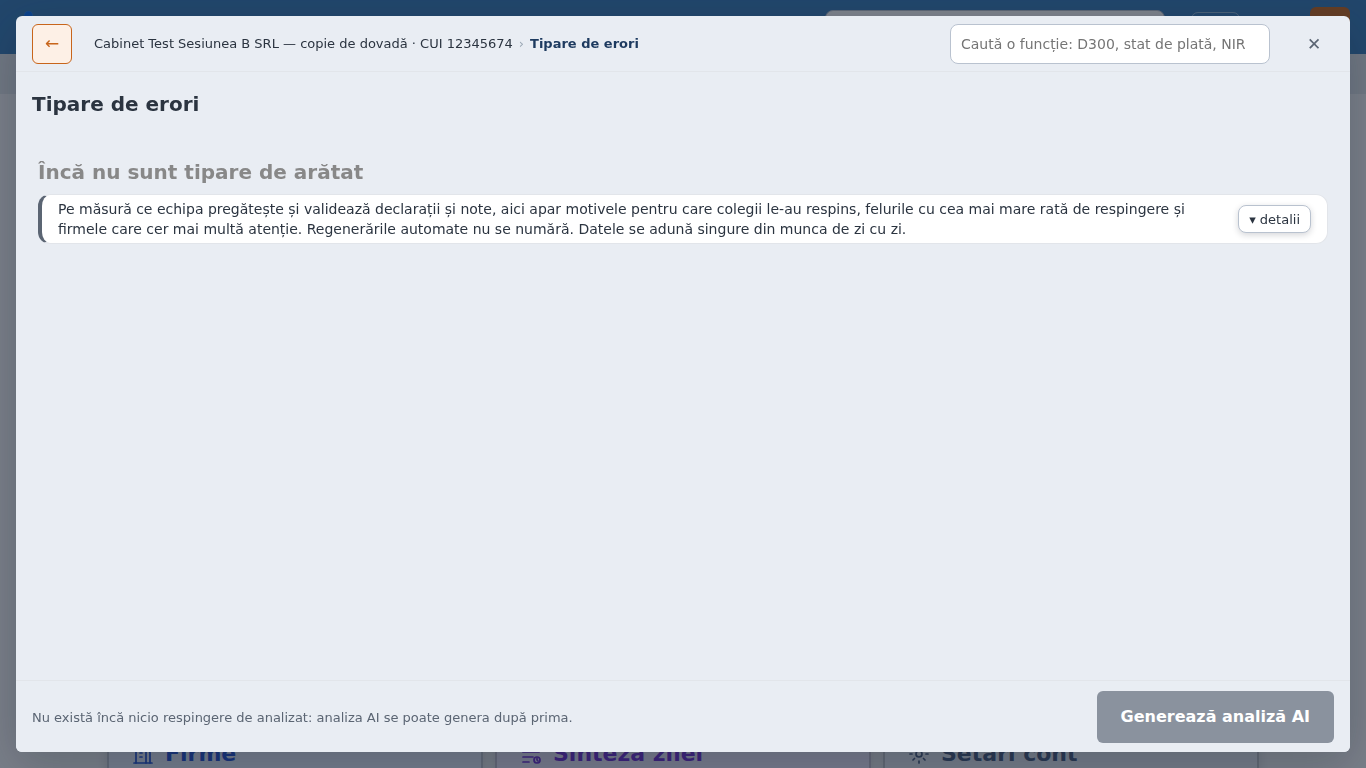 ←
Cabinet Test Sesiunea B SRL — copie de dovadă · CUI 12345674 › Tipare de erori
Caută o funcție: D300, stat de plată, NIR
✕
Tipare de erori
Încă nu sunt tipare de arătat
Pe măsură ce echipa pregătește și validează declarații și note, aici apar motivele pentru care colegii le-au respins, felurile cu cea mai mare rată de respingere și
firmele care cer mai multă atenție. Regenerările automate nu se numără. Datele se adună singure din munca de zi cu zi.
▾ detalii
Nu există încă nicio respingere de analizat: analiza AI se poate genera după prima.
Generează analiză AI
Firme
Sinteza zilei
Setări cont